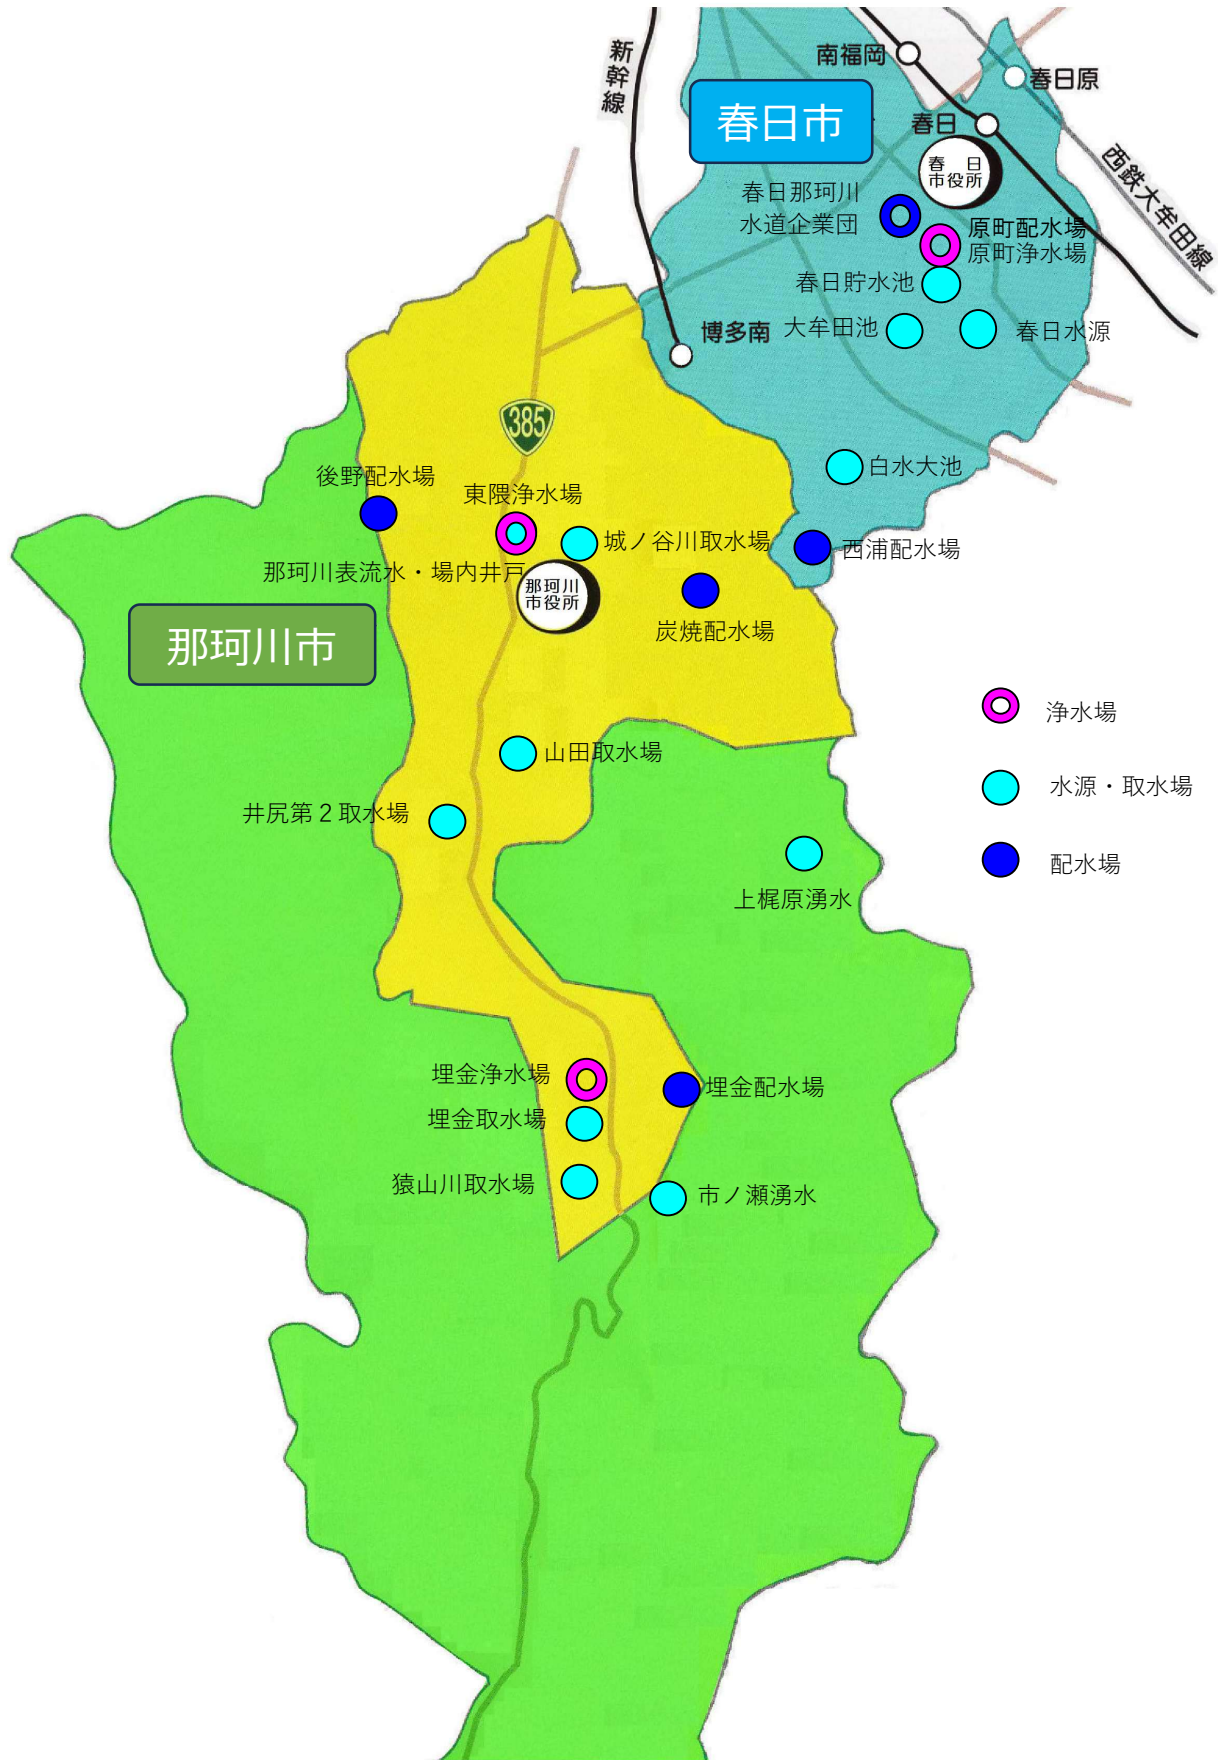 新幹線
南福岡
春日原
春日市
春日
西鉄大牟田線
春 日
市役所
春日那珂川
水道企業団
原町配水場
原町浄水場
春日貯水池
博多南
大牟田池
春日水源
385
白水大池
後野配水場
東隈浄水場
城ノ谷川取水場
西浦配水場
那珂川表流水・場内井戸
那珂川
市役所
炭焼配水場
那珂川市
浄水場
山田取水場
水源・取水場
井尻第２取水場
配水場
上梶原湧水
埋金浄水場
埋金配水場
埋金取水場
猿山川取水場
市ノ瀬湧水